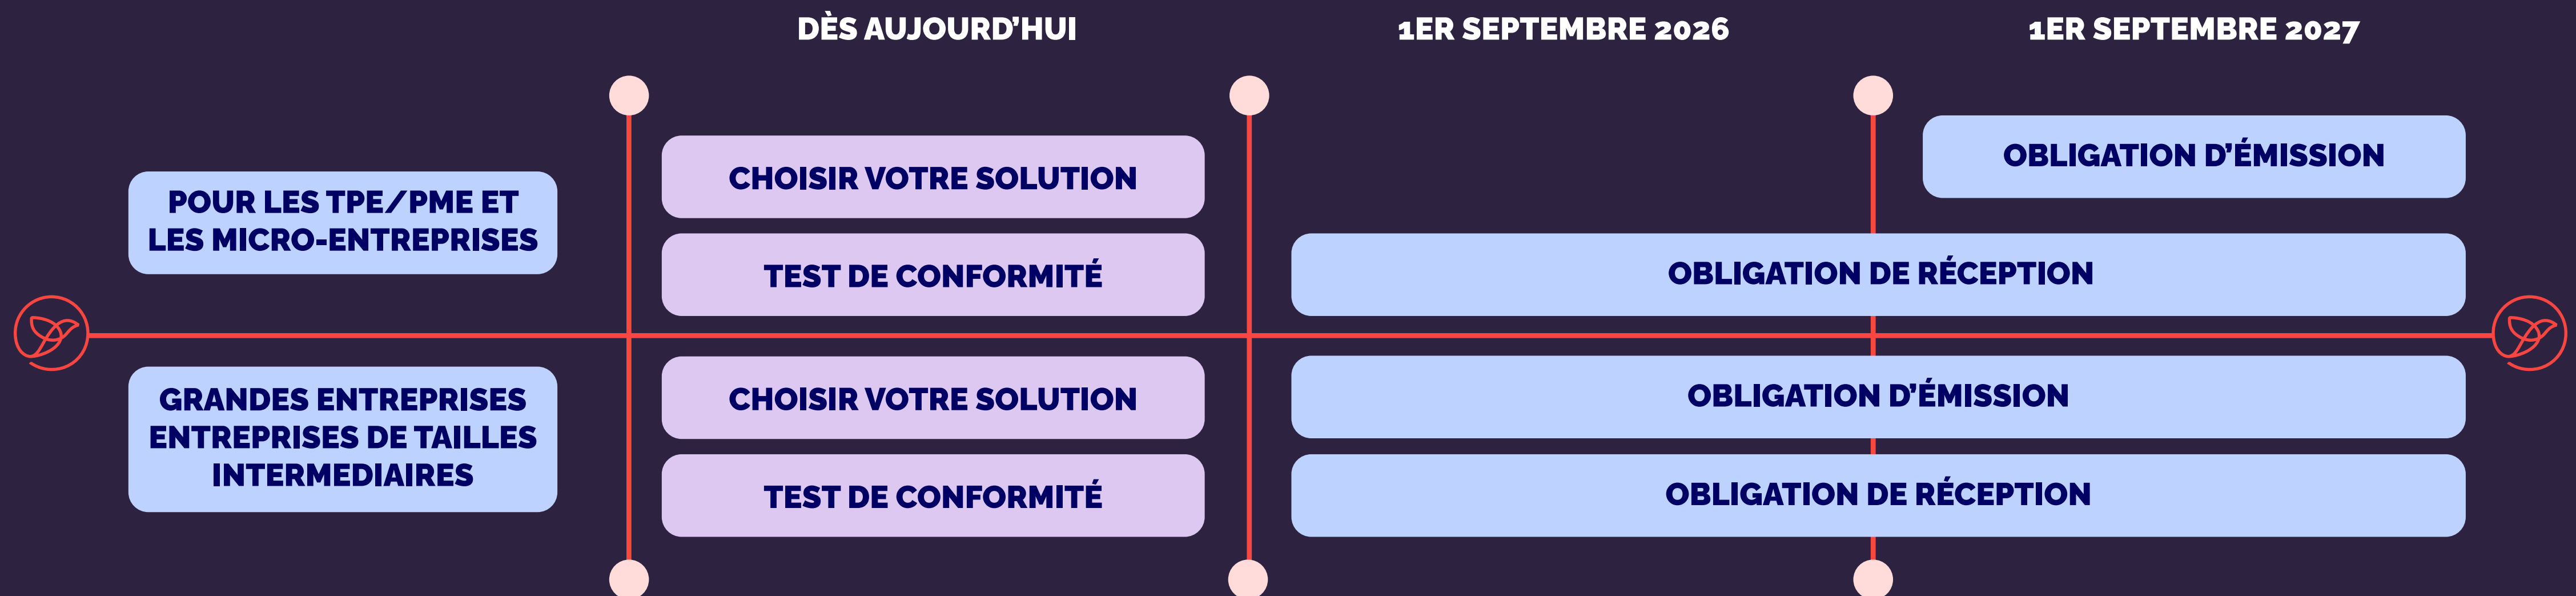 DÈS AUJOURD'HUI
1ER SEPTEMBRE 2026
1ER SEPTEMBRE 2027
POUR LES TPE/PME ET
LES MICRO-ENTREPRISES
CHOISIR VOTRE SOLUTION
TEST DE CONFORMITÉ
OBLIGATION D'ÉMISSION
OBLIGATION DE RÉCEPTION
GRANDES ENTREPRISES
ENTREPRISES DE TAILLES
INTERMEDIAIRES
CHOISIR VOTRE SOLUTION
TEST DE CONFORMITÉ
OBLIGATION D'ÉMISSION
OBLIGATION DE RÉCEPTION